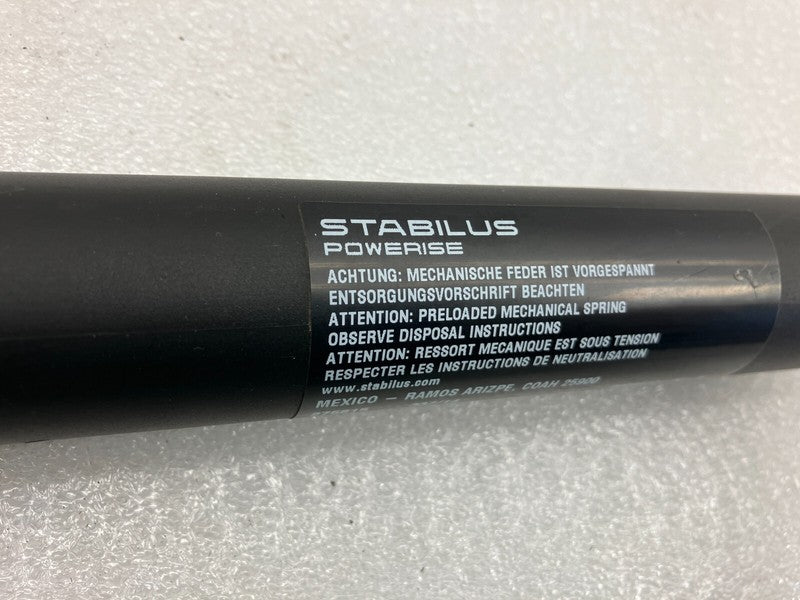 STABILUS
POWERISE
ACHTUNG: MECHANISCHE FEDER IST VORGESPANNT
ENTSORGUNGSVORSCHRIFT BEACHTEN
ATTENTION: PRELOADED MECHANICAL SPRING
OBSERVE DISPOSAL INSTRUCTIONS
ATTENTION: RESSORT MECANIQUE EST SOUS TENSION
RESPECTER LES INSTRUCTIONS DE NEUTRALISATION
www.stabilus.com
MEXICO – RAMOS ARIZPE, COAH 25900